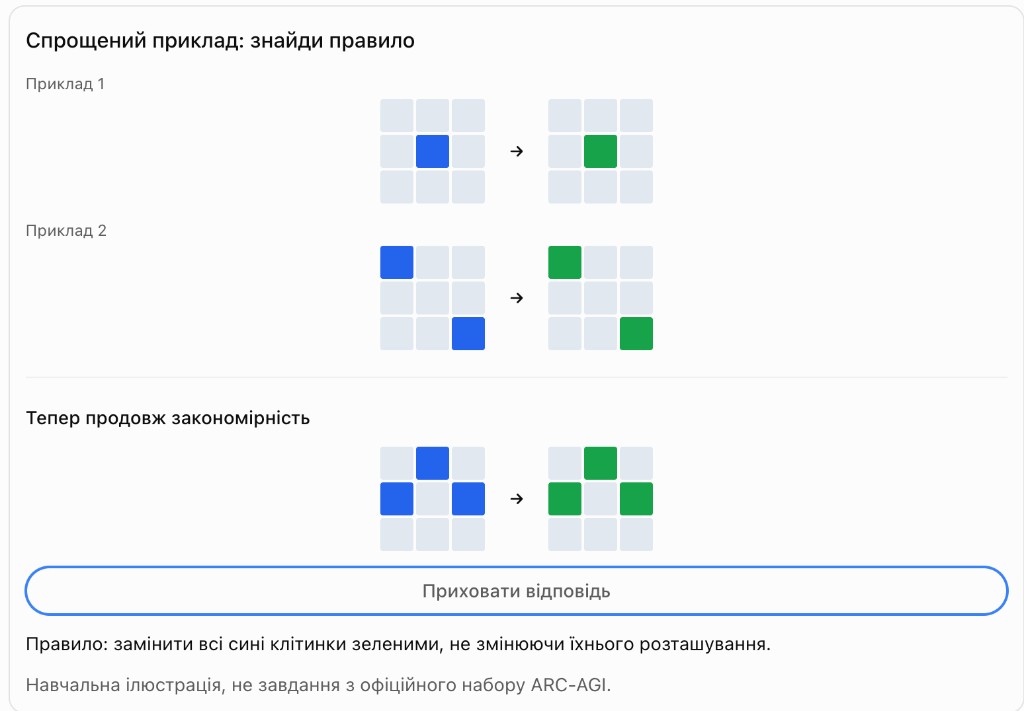 Спрощений приклад: знайди правило
Приклад 1
→
Приклад 2
→
Тепер продовж закономірність
→
Приховати відповідь
Правило: замінити всі сині клітинки зеленими, не змінюючи їхнього розташування.
Навчальна ілюстрація, не завдання з офіційного набору ARC-AGI.